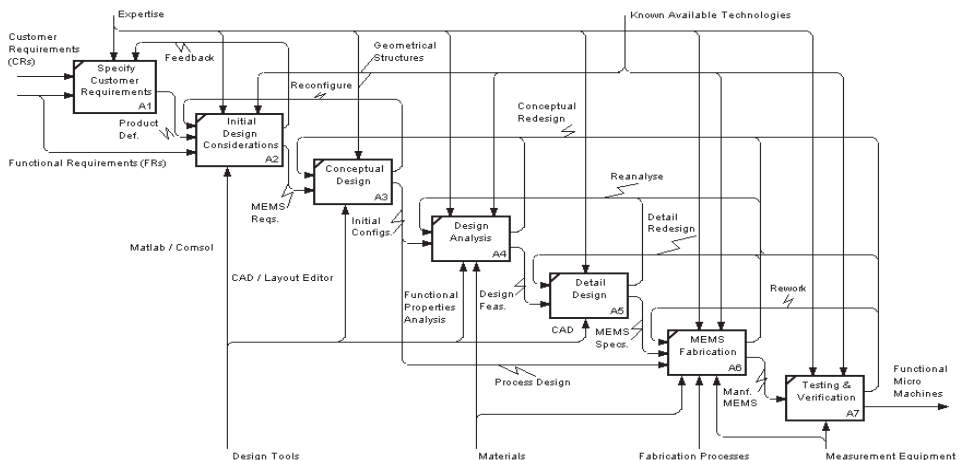 Expertise
Known Available Technologies
Customer
Requirements
(CRs)
Feedback
Geometrical
Structures
Specify
Customer
Requirements
A1
Reconfigure
Conceptual
Redesign
Product
Def.
Initial
Design
Considerations
A2
Functional Requirements (FRs)
Conceptual
Design
A3
Reanalyse
MEMS
Reqs.
Initial
Configs.
Detail
Redesign
Design
Analysis
A4
Matlab / Comsol
CAD / Layout Editor
Functional
Properties
Analysis
Design
Feas.
Detail
Design
A5
Rework
CAD
MEMS
Specs.
MEMS
Fabrication
A6
Process Design
Manf.
MEMS
Testing &
Verification
A7
Functional
Micro
Machines
Design Tools
Materials
Fabrication Processes
Measurement Equipment